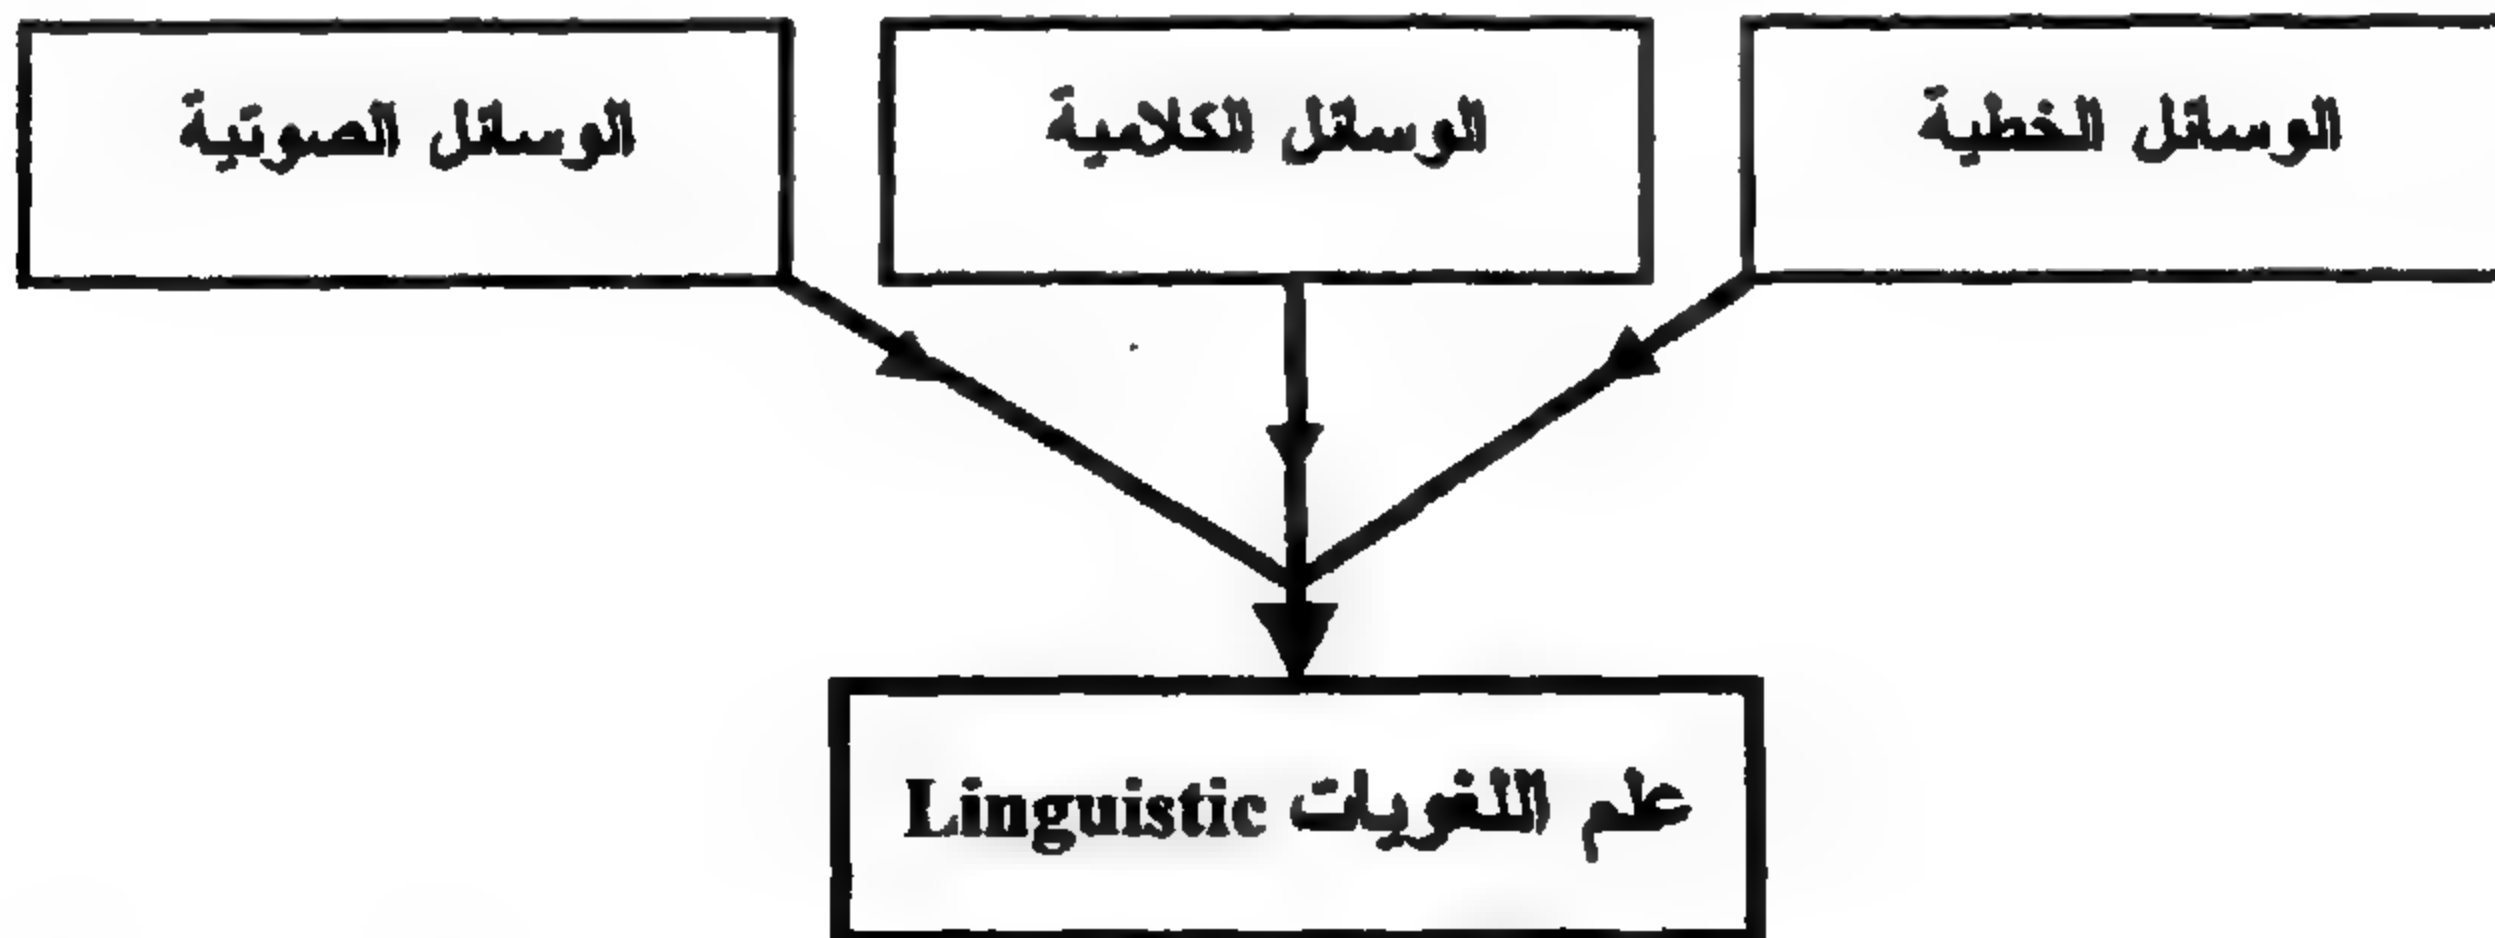 الوسائل الخطية
الوسائل الكلامية
الوسائل الصوتية
علم اللغويات Linguistic